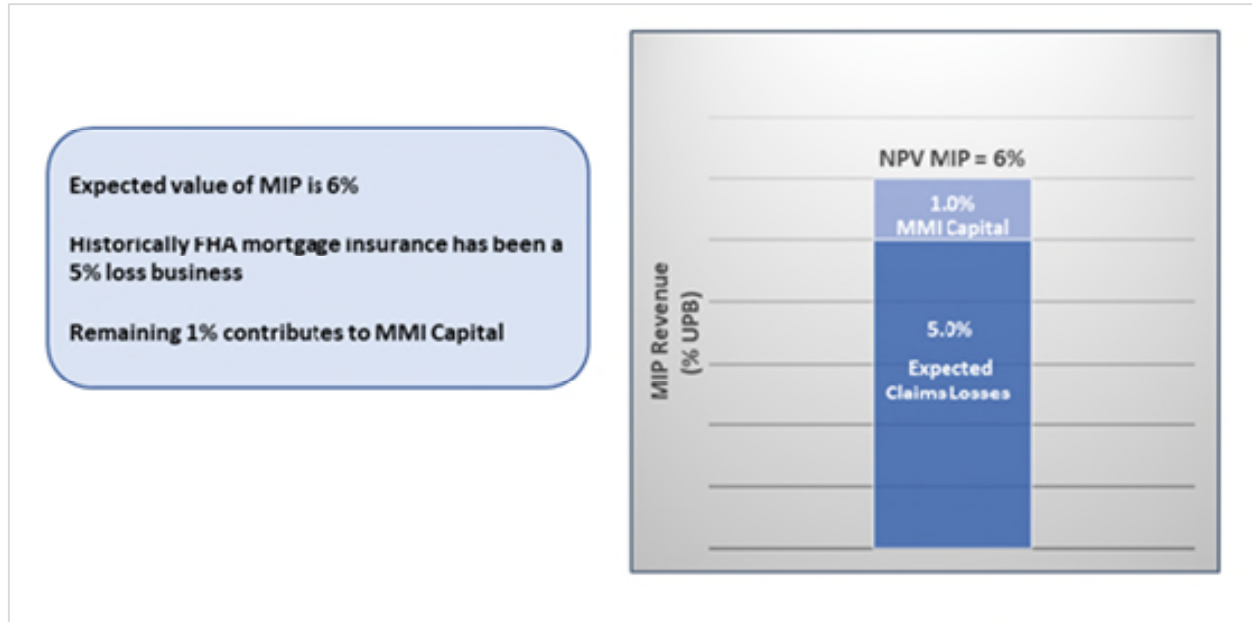 Expected value of MIP is 6%
Historically FHA mortgage insurance has been a
5% loss business
Remaining 1% contributes to MMI Capital
NPV MIP = 6%
1.0%
MMI Capital
MIP Revenue
(% UPB)
5.0%
Expected
Claims Losses